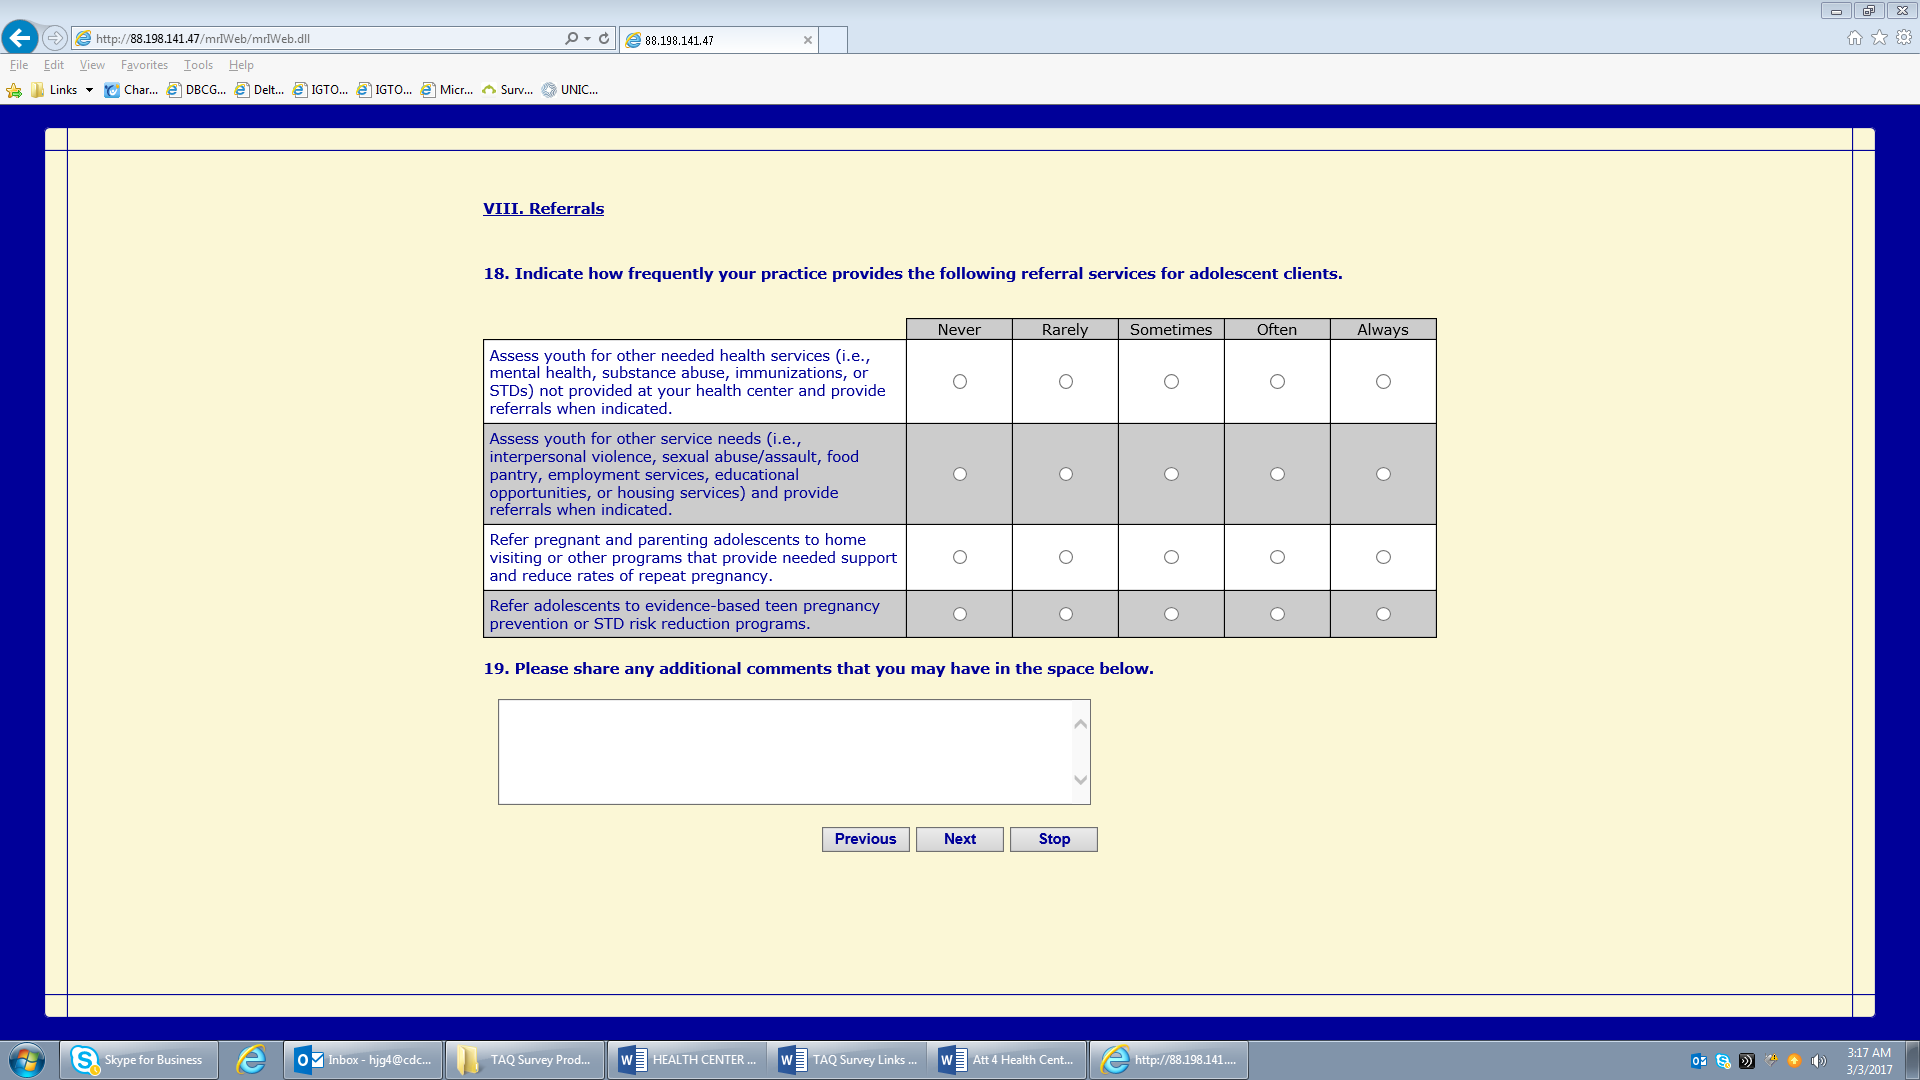 http://88.198.141.47/mrIWeb/mrIWeb.dll
88.198.141.47
File Edit View Favorites Tools Help
Links Char... DBCG... Delt... IGTO... IGTO... Micr... Surv... UNIC...
VIII. Referrals
18. Indicate how frequently your practice provides the following referral services for adolescent clients.
Never Rarely Sometimes Often Always
Assess youth for other needed health services (i.e.,
mental health, substance abuse, immunizations, or
STDs) not provided at your health center and provide
referrals when indicated.
Assess youth for other service needs (i.e.,
interpersonal violence, sexual abuse/assault, food
pantry, employment services, educational
opportunities, or housing services) and provide
referrals when indicated.
Refer pregnant and parenting adolescents to home
visiting or other programs that provide needed support
and reduce rates of repeat pregnancy.
Refer adolescents to evidence-based teen pregnancy
prevention or STD risk reduction programs.
19. Please share any additional comments that you may have in the space below.
Previous Next Stop
Skype for Business Inbox - hjg4@cdc... TAQ Survey Prod... HEALTH CENTER ... TAQ Survey Links ... Att 4 Health Cent... http://88.198.141....
3:17 AM
3/3/2017